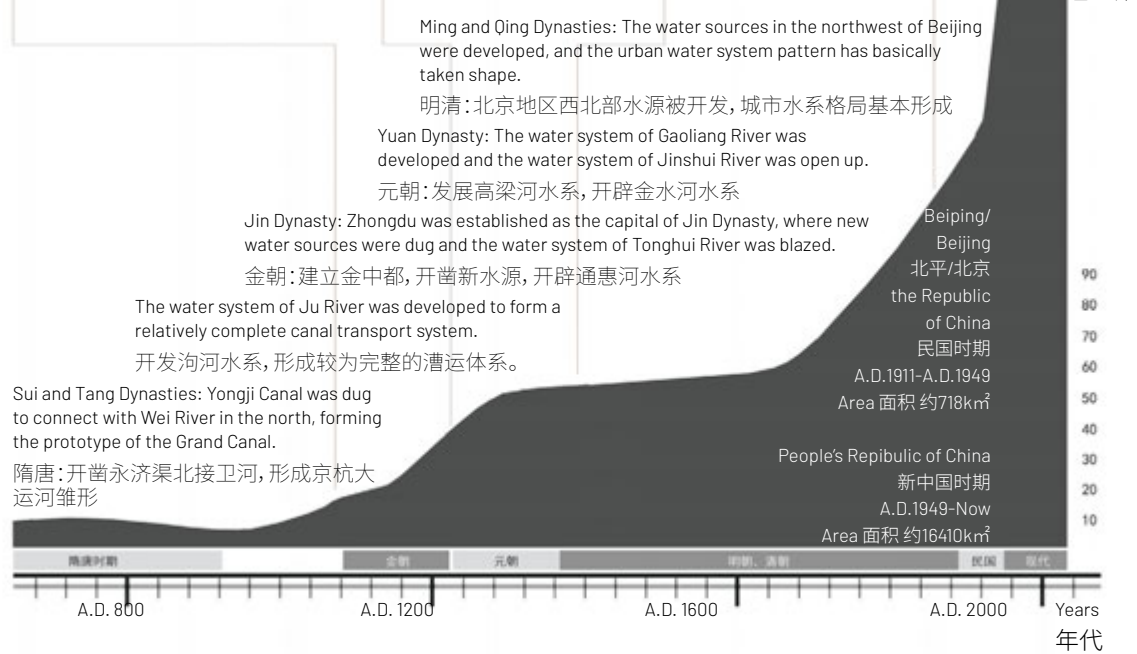 Ming and Qing Dynasties: The water sources in the northwest of Beijing
were developed, and the urban water system pattern has basically
taken shape.
明清：北京地区西北部水源被开发，城市水系格局基本形成
Yuan Dynasty: The water system of Gaoliang River was
developed and the water system of Jinshui River was open up.
元朝：发展高梁河水系，开辟金水河水系
Jin Dynasty: Zhongdu was established as the capital of Jin Dynasty, where new
water sources were dug and the water system of Tonghui River was blazed.
金朝：建立金中都，开凿新水源，开辟通惠河水系
The water system of Ju River was developed to form a
relatively complete canal transport system.
开发泃河水系，形成较为完整的漕运体系。
Sui and Tang Dynasties: Yongji Canal was dug
to connect with Wei River in the north, forming
the prototype of the Grand Canal.
隋唐：开凿永济渠北接卫河，形成京杭大
运河雏形
Beiping/
Beijing
北平/北京
the Republic
of China
民国时期
A.D.1911-A.D.1949
Area 面积 约718k㎡
People's Repibulic of China
新中国时期
A.D.1949-Now
Area 面积 约16410k㎡
90
80
70
60
50
40
30
20
10
隋唐时期
金朝
元朝
明朝、清朝
民国
现代
A.D. 800
A.D. 1200
A.D. 1600
A.D. 2000
Years
年代